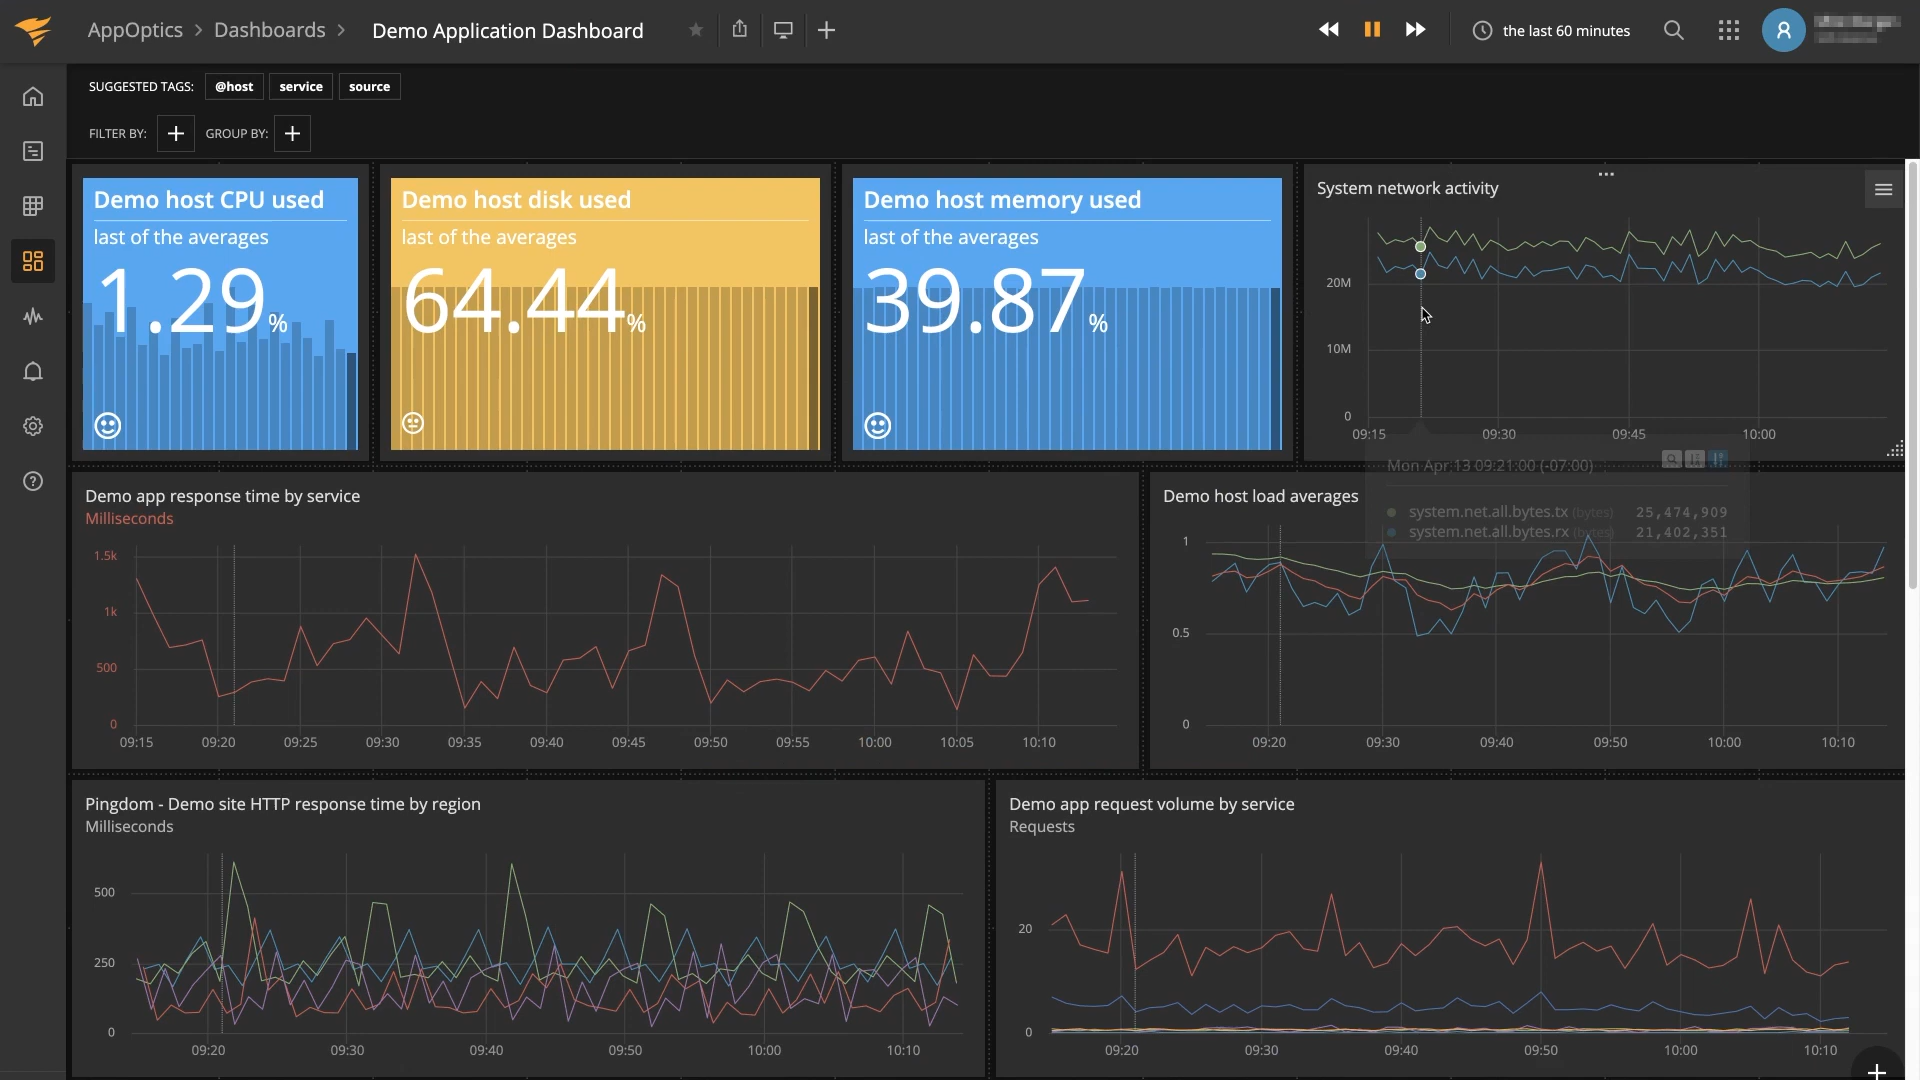 AppOptics > Dashboards > Demo Application Dashboard
the last 60 minutes
SUGGESTED TAGS: @host service source
FILTER BY: + GROUP BY: +
Demo host CPU used
last of the averages
1.29%
Demo host disk used
last of the averages
64.44%
Demo host memory used
last of the averages
39.87%
System network activity
20M
10M
0
09:15 09:30 09:45 10:00
Mon Apr 13 09:21:00 (-07:00)
system.net.all.bytes.tx (bytes) 25,474,909
system.net.all.bytes.rx (bytes) 21,402,351
Demo app response time by service
Milliseconds
1.5k
1k
500
0
09:15 09:20 09:25 09:30 09:35 09:40 09:45 09:50 09:55 10:00 10:05 10:10
Demo host load averages
1
0.5
0
09:20 09:30 09:40 09:50 10:00 10:10
Pingdom - Demo site HTTP response time by region
Milliseconds
500
250
0
09:20 09:30 09:40 09:50 10:00 10:10
Demo app request volume by service
Requests
20
0
09:20 09:30 09:40 09:50 10:00 10:10